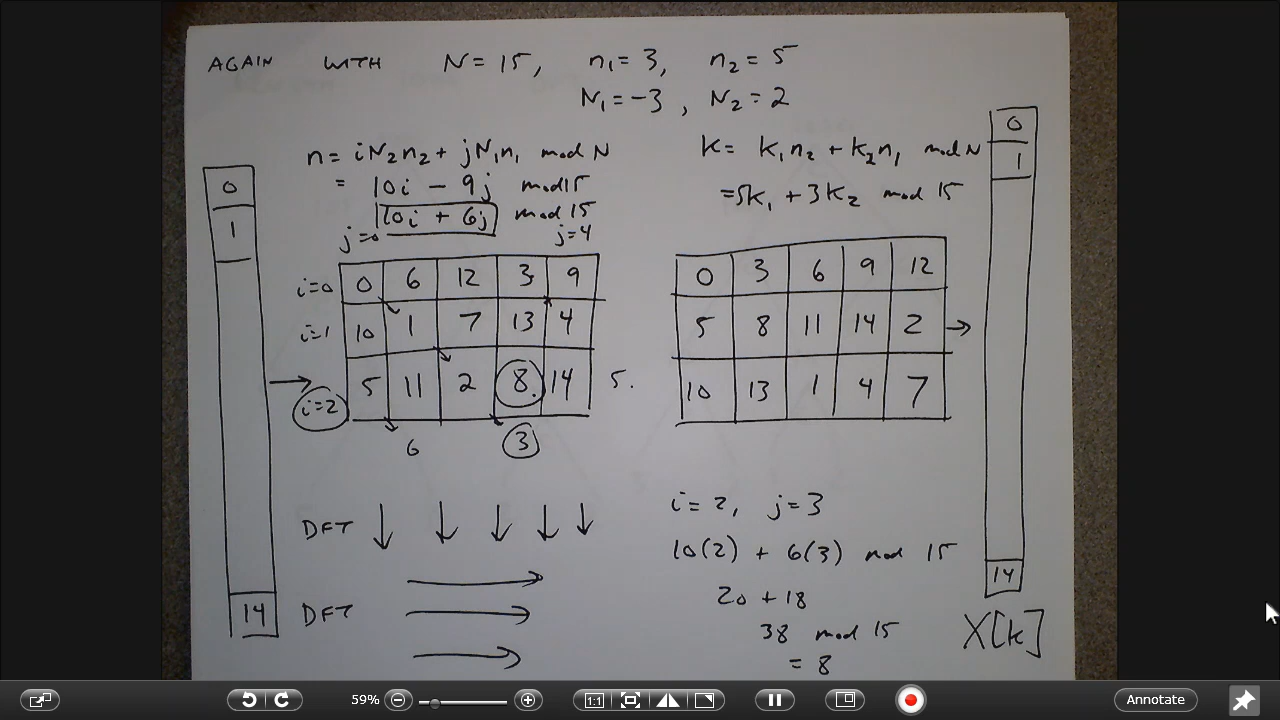 AGAIN WITH N = 15, n₁ = 3, n₂ = 5
N₁ = -3, N₂ = 2
n = iN₂n₂ + jN₁n₁ mod N
= 10i - 9j mod 15
10i + 6j mod 15
j=0 j=4
i=0 0 6 12 3 9
i=1 10 1 7 13 4
i=2 5 11 2 8 14 5.
6 3
k = k₁n₂ + k₂n₁ mod N
= 5k₁ + 3k₂ mod 15
0 3 6 9 12
5 8 11 14 2
10 13 1 4 7
0
1
14
0
1
14
X[k]
DFT
DFT
i = 2, j = 3
10(2) + 6(3) mod 15
20 + 18
38 mod 15
= 8
59% 1:1 Annotate